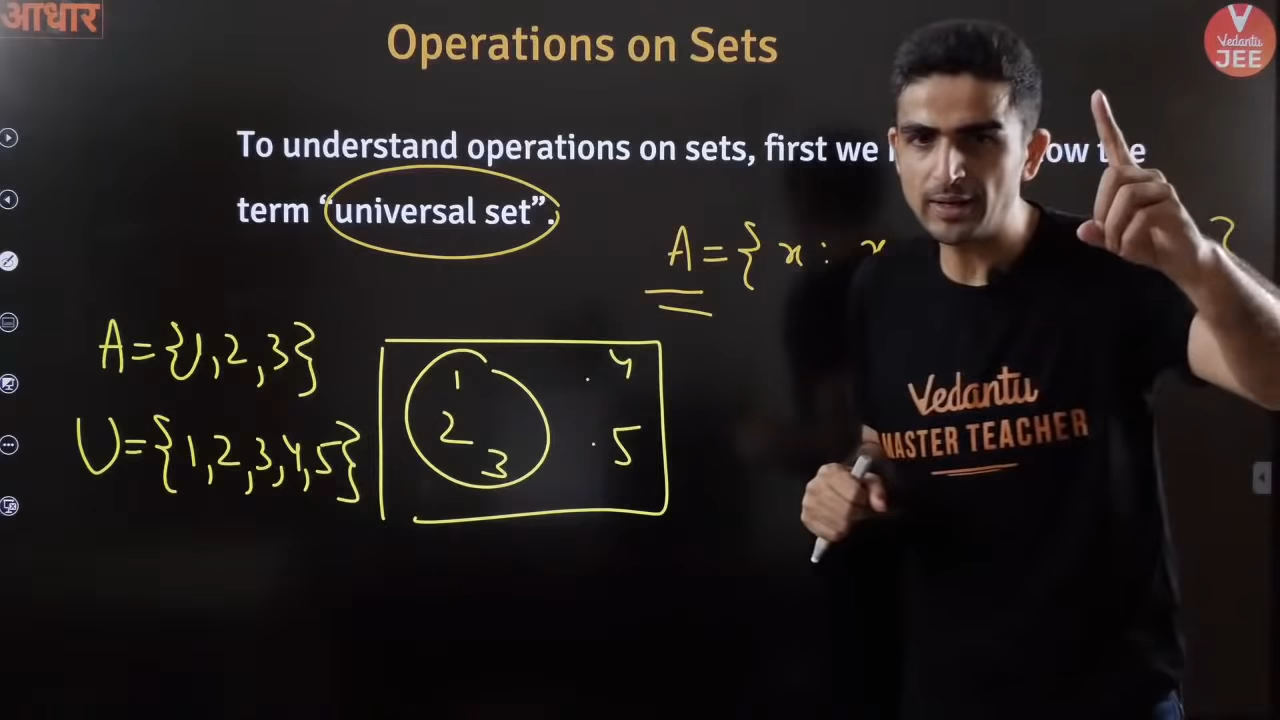 आधार
Operations on Sets
Vedantu
JEE
To understand operations on sets, first we the
term “universal set”.
A = { x : x }
A = {1, 2, 3}
U = {1, 2, 3, 4, 5}
1
2
3
. 4
. 5
Vedantu
MASTER TEACHER